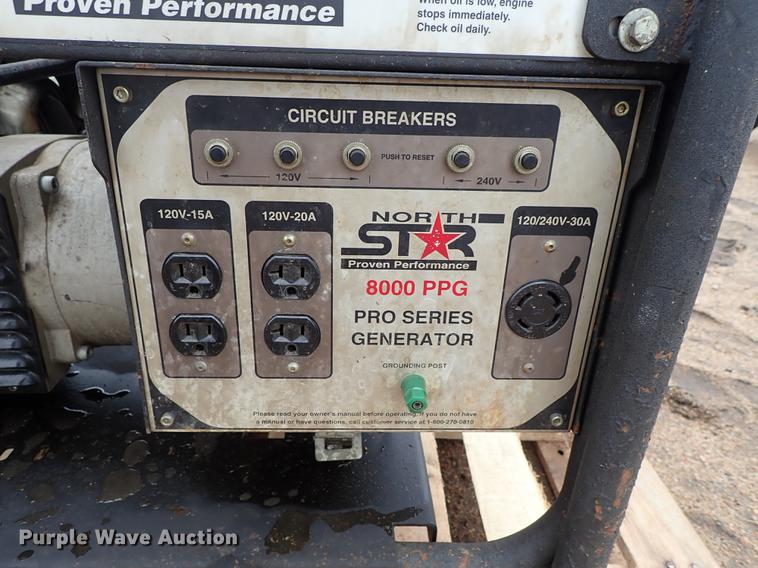 Proven Performance
When oil is low, engine
stops immediately.
Check oil daily.
CIRCUIT BREAKERS
PUSH TO RESET
120V
240V
120V-15A
120V-20A
120/240V-30A
NORTH
STAR
Proven Performance
8000 PPG
PRO SERIES
GENERATOR
GROUNDING POST
Please read your owner's manual before operating. If you do not have
a manual or have questions, call customer service at 1-800-270-0810
Purple Wave Auction